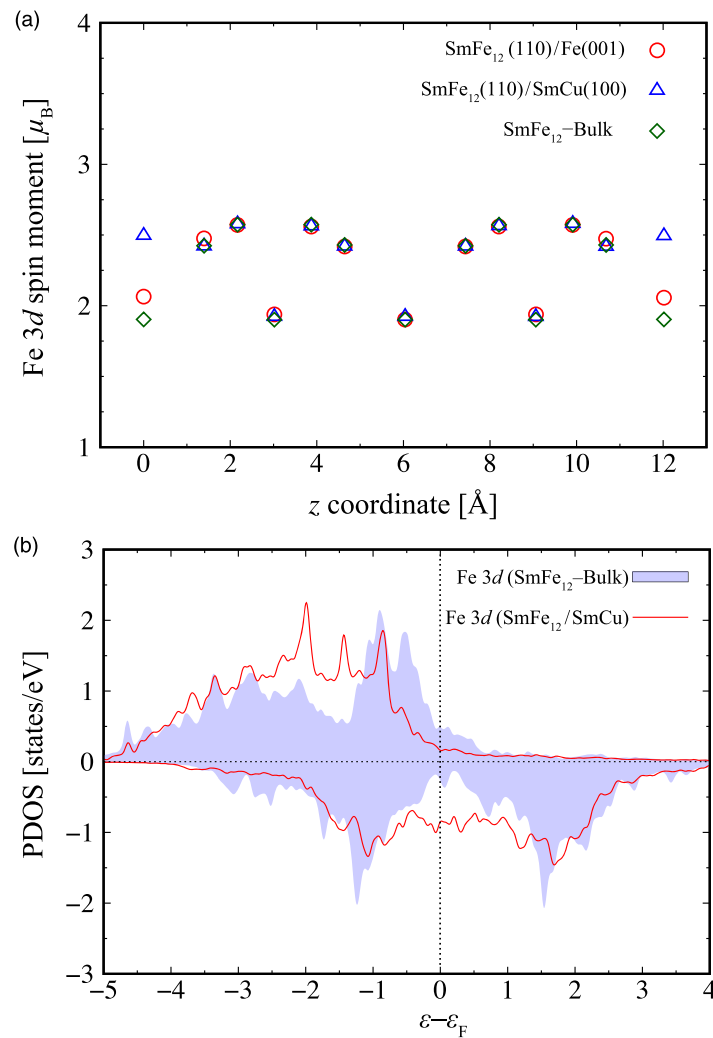 (a)
4
3
2
1
Fe 3d spin moment [μB]
SmFe12 (110)/Fe(001)
SmFe12(110)/SmCu(100)
SmFe12−Bulk
0 2 4 6 8 10 12
z coordinate [Å]
(b)
3
2
1
0
−1
−2
−3
PDOS [states/eV]
Fe 3d (SmFe12−Bulk)
Fe 3d (SmFe12/SmCu)
−5 −4 −3 −2 −1 0 1 2 3 4
ε−εF